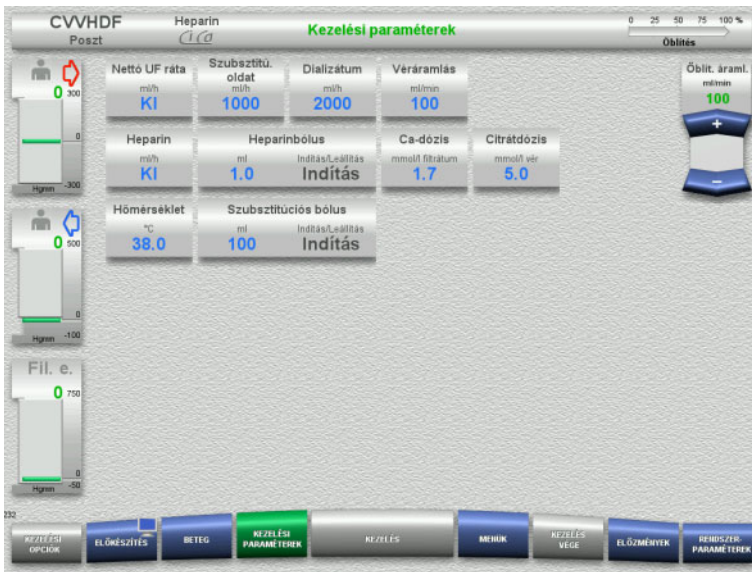 CVVHDF
Poszt
Heparin
Ci Ca
Kezelési paraméterek
0 25 50 75 100 %
Öblítés
0
300
0
-300
Hgmm
Nettó UF ráta
ml/h
KI
Szubsztitú.
oldat
ml/h
1000
Dializátum
ml/h
2000
Véráramlás
ml/min
100
Öblit. áraml.
ml/min
100
+
−
Heparin
ml/h
KI
Heparinbólus
ml Indítás/Leállítás
1.0 Indítás
Ca-dózis
mmol/l filtrátum
1.7
Citrátdózis
mmol/l vér
5.0
Hőmérséklet
°C
38.0
Szubsztitúciós bólus
ml Indítás/Leállítás
100 Indítás
0
500
0
-100
Hgmm
Fil. e.
0
750
0
-50
Hgmm
232
KEZELÉSI
OPCIÓK
ELŐKÉSZÍTÉS
BETEG
KEZELÉSI
PARAMÉTEREK
KEZELÉS
MENÜK
KEZELÉS
VÉGE
ELŐZMÉNYEK
RENDSZER-
PARAMÉTEREK